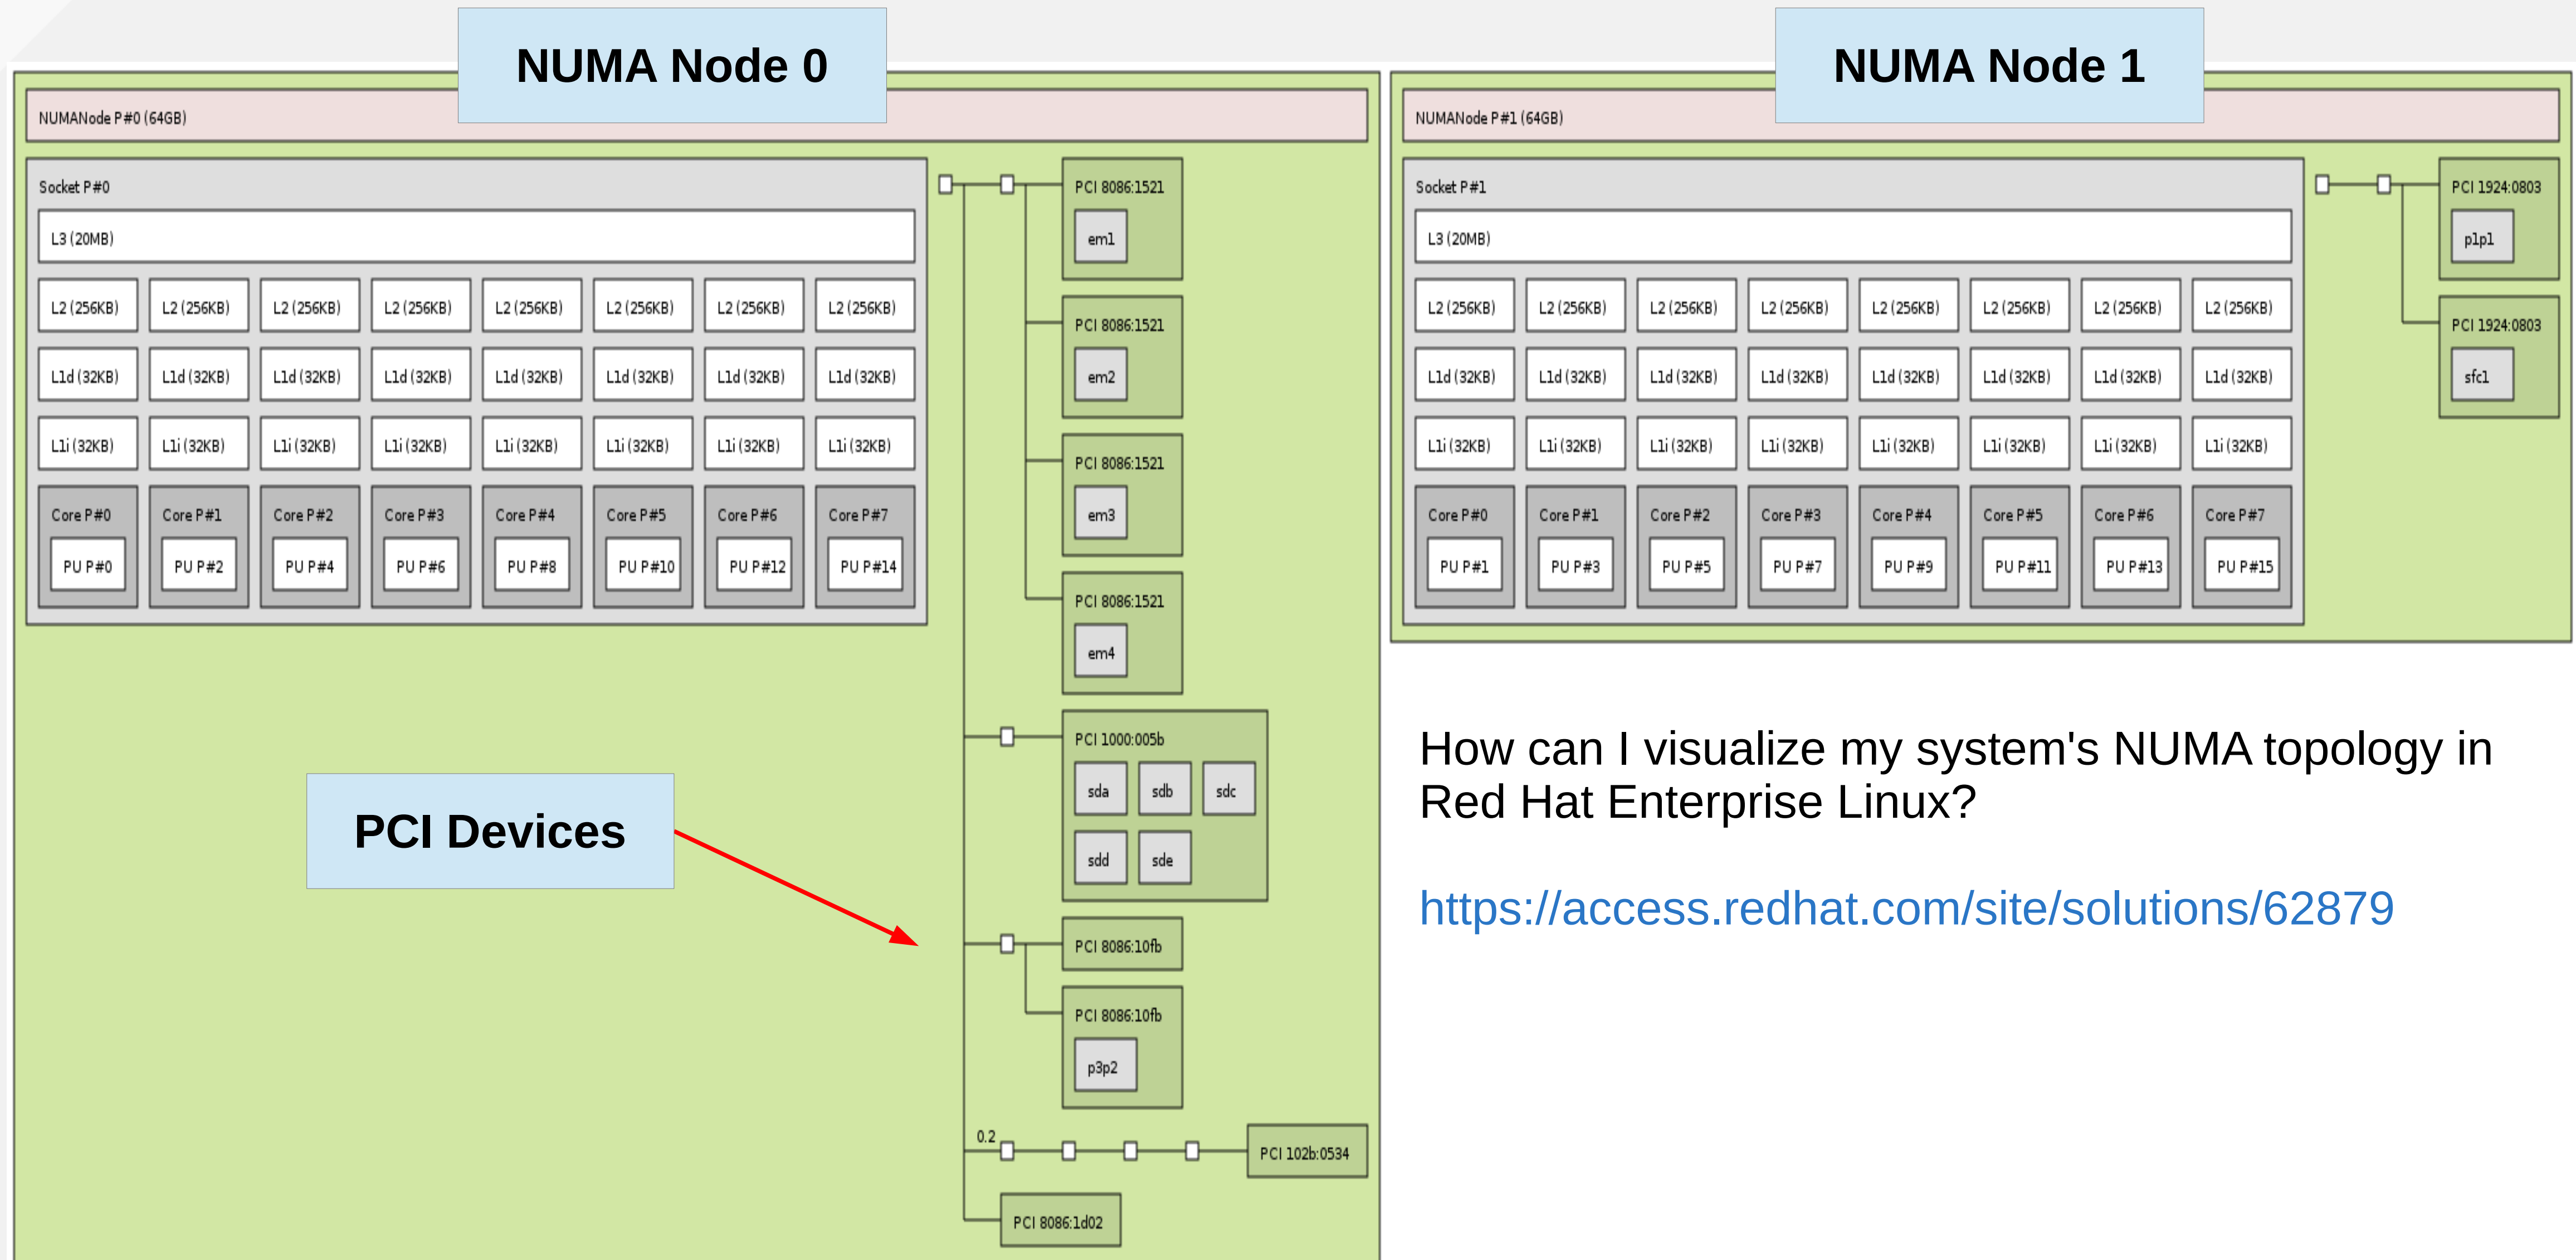 NUMA Node 0
NUMANode P#0 (64GB)
Socket P#0
L3 (20MB)
L2 (256KB) L2 (256KB) L2 (256KB) L2 (256KB) L2 (256KB) L2 (256KB) L2 (256KB) L2 (256KB)
L1d (32KB) L1d (32KB) L1d (32KB) L1d (32KB) L1d (32KB) L1d (32KB) L1d (32KB) L1d (32KB)
L1i (32KB) L1i (32KB) L1i (32KB) L1i (32KB) L1i (32KB) L1i (32KB) L1i (32KB) L1i (32KB)
Core P#0 Core P#1 Core P#2 Core P#3 Core P#4 Core P#5 Core P#6 Core P#7
PU P#0 PU P#2 PU P#4 PU P#6 PU P#8 PU P#10 PU P#12 PU P#14
PCI 8086:1521
em1
PCI 8086:1521
em2
PCI 8086:1521
em3
PCI 8086:1521
em4
PCI 1000:005b
sda sdb sdc
sdd sde
PCI Devices
PCI 8086:10fb
PCI 8086:10fb
p3p2
0.2
PCI 102b:0534
PCI 8086:1d02
NUMA Node 1
NUMANode P#1 (64GB)
Socket P#1
L3 (20MB)
L2 (256KB) L2 (256KB) L2 (256KB) L2 (256KB) L2 (256KB) L2 (256KB) L2 (256KB) L2 (256KB)
L1d (32KB) L1d (32KB) L1d (32KB) L1d (32KB) L1d (32KB) L1d (32KB) L1d (32KB) L1d (32KB)
L1i (32KB) L1i (32KB) L1i (32KB) L1i (32KB) L1i (32KB) L1i (32KB) L1i (32KB) L1i (32KB)
Core P#0 Core P#1 Core P#2 Core P#3 Core P#4 Core P#5 Core P#6 Core P#7
PU P#1 PU P#3 PU P#5 PU P#7 PU P#9 PU P#11 PU P#13 PU P#15
PCI 1924:0803
p1p1
PCI 1924:0803
sfc1
How can I visualize my system's NUMA topology in
Red Hat Enterprise Linux?
https://access.redhat.com/site/solutions/62879